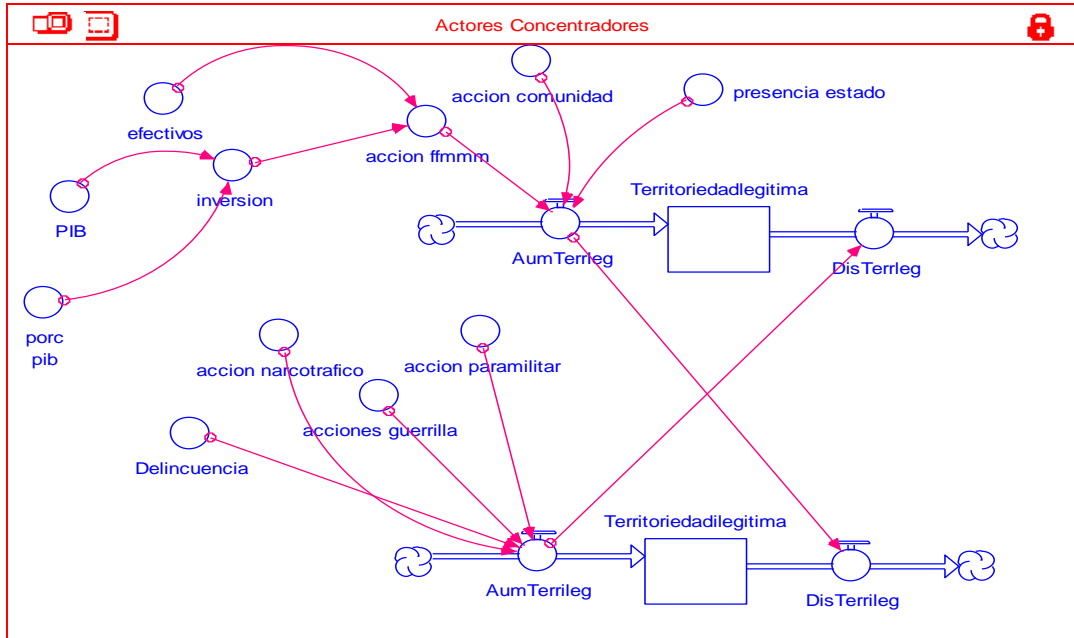 Actores Concentradores
accion comunidad
presencia estado
efectivos
accion ffmmm
inversion
PIB
Territoriedadlegitima
AumTerrleg
DisTerrleg
porc
pib
accion narcotrafico
accion paramilitar
acciones guerrilla
Delincuencia
Territoriedadilegitima
AumTerrileg
DisTerrileg